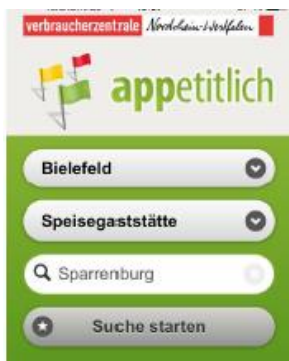 verbraucherzentrale Nordrhein-Westfalen
appetitlich
Bielefeld
Speisegaststätte
Sparrenburg
Suche starten